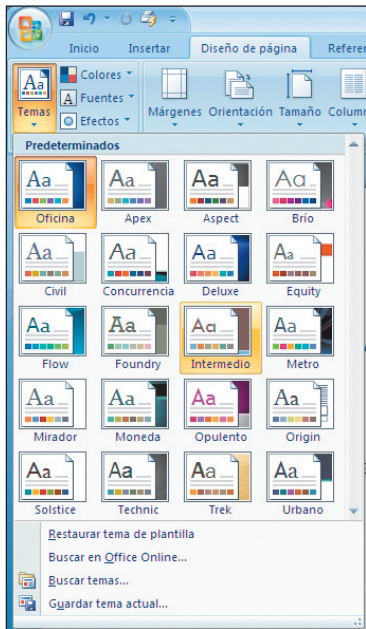 Inicio Insertar Diseño de página Referen
Aa Colores
Fuentes
Temas Efectos
Márgenes Orientación Tamaño Column
Predeterminados
Aa Aa Aa Aa
Oficina Apex Aspect Brío
Aa Aa Aa Aa
Civil Concurrencia Deluxe Equity
Aa Aa Aa Aa
Flow Foundry Intermedio Metro
Aa Aa Aa Aa
Mirador Moneda Opulento Origin
Aa Aa Aa Aa
Solstice Technic Trek Urbano
Restaurar tema de plantilla
Buscar en Office Online...
Buscar temas...
Guardar tema actual...